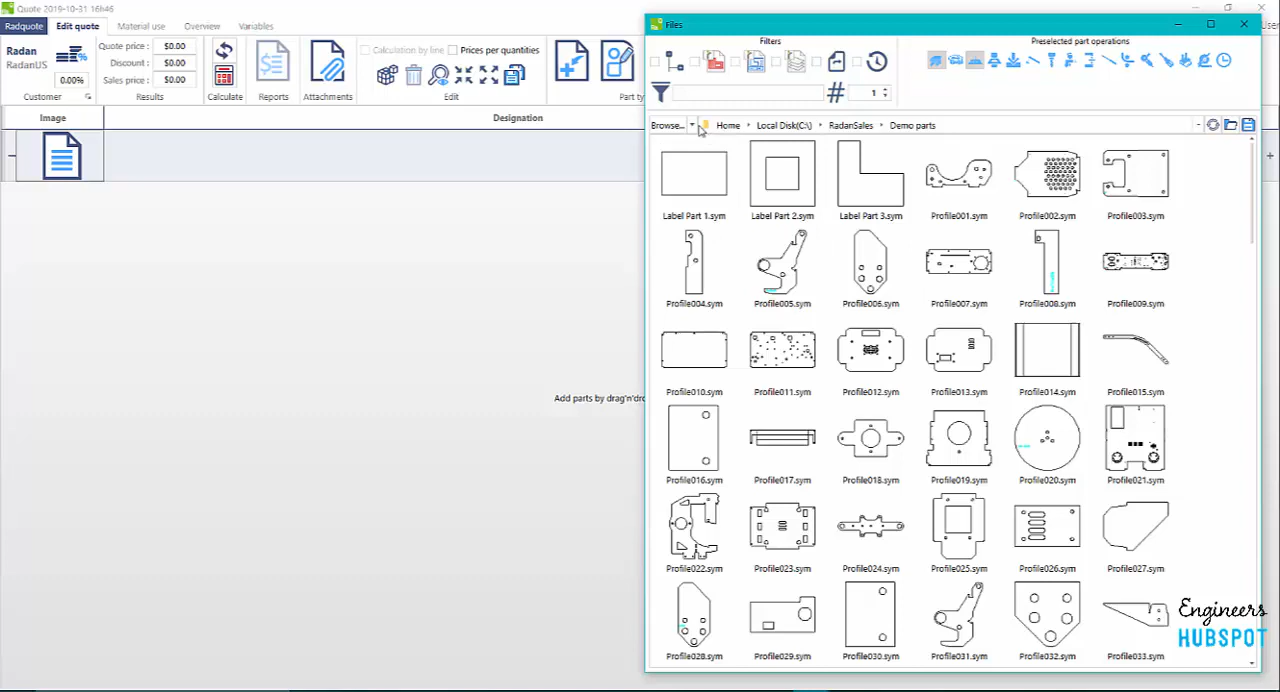 Quote 2019-10-31 16h46
Radquote
Edit quote
Material use
Overview
Variables
Radan
RadanUS
0.00%
Customer
Quote price : $0.00
Discount : $0.00
Sales price : $0.00
Results
Calculate
Reports
Attachments
Calculation by line
Prices per quantities
Edit
Part ty
Image
Designation
Add parts by drag'n'dro
Files
Filters
Preselected part operations
# 1
Browse...
Home
Local Disk(C:\)
RadanSales
Demo parts
Label Part 1.sym
Label Part 2.sym
Label Part 3.sym
Profile001.sym
Profile002.sym
Profile003.sym
Profile004.sym
Profile005.sym
Profile006.sym
Profile007.sym
Profile008.sym
Profile009.sym
Profile010.sym
Profile011.sym
Profile012.sym
Profile013.sym
Profile014.sym
Profile015.sym
Profile016.sym
Profile017.sym
Profile018.sym
Profile019.sym
Profile020.sym
Profile021.sym
Profile022.sym
Profile023.sym
Profile024.sym
Profile025.sym
Profile026.sym
Profile027.sym
Profile028.sym
Profile029.sym
Profile030.sym
Profile031.sym
Profile032.sym
Profile033.sym
User
Engineers
HUBSPOT